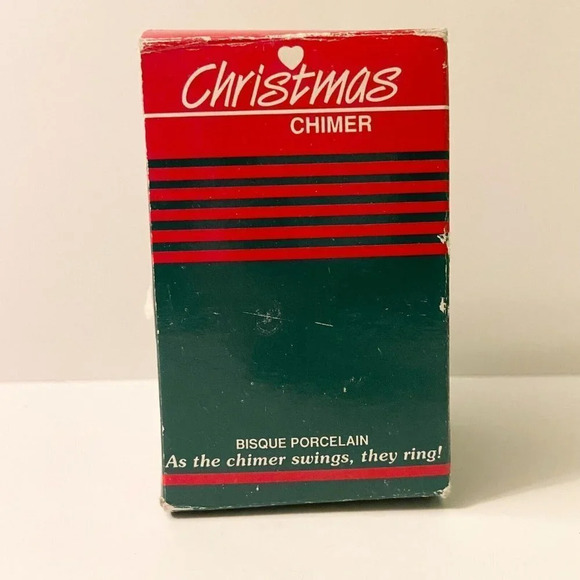 Christmas
CHIMER
BISQUE PORCELAIN
As the chimer swings, they ring!